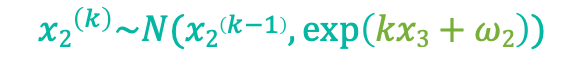 x₂⁽ᵏ⁾~N(x₂⁽ᵏ⁻¹⁾, exp(kx₃ + ω₂))